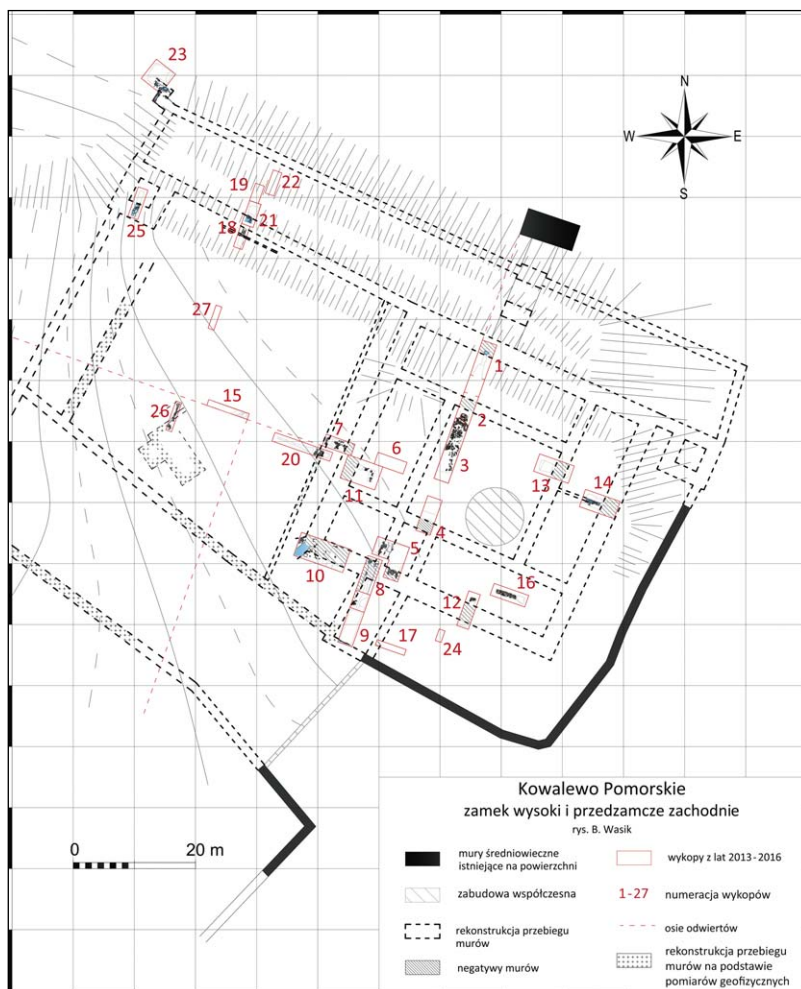 23
N
W E
S
19
22
18
21
25
27
1
2
15
26
7
6
20
3
11
13
14
4
5
10
8
16
12
9
17
24
0 20 m
Kowalewo Pomorskie
zamek wysoki i przedzamcze zachodnie
rys. B. Wasik
mury średniowieczne
istniejące na powierzchni
wykopy z lat 2013-2016
zabudowa współczesna
1-27 numeracja wykopów
rekonstrukcja przebiegu
murów
osie odwiertów
negatywy murów
rekonstrukcja przebiegu
murów na podstawie
pomiarów geofizycznych